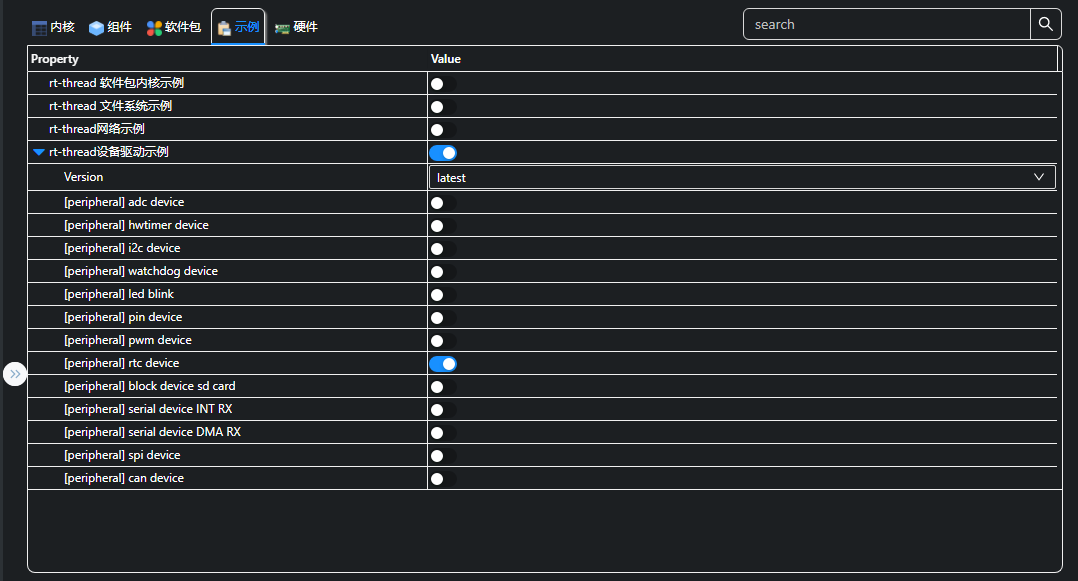 内核 组件 软件包 示例 硬件 search
Property Value
rt-thread 软件包内核示例
rt-thread 文件系统示例
rt-thread网络示例
rt-thread设备驱动示例
Version latest
[peripheral] adc device
[peripheral] hwtimer device
[peripheral] i2c device
[peripheral] watchdog device
[peripheral] led blink
[peripheral] pin device
[peripheral] pwm device
[peripheral] rtc device
[peripheral] block device sd card
[peripheral] serial device INT RX
[peripheral] serial device DMA RX
[peripheral] spi device
[peripheral] can device